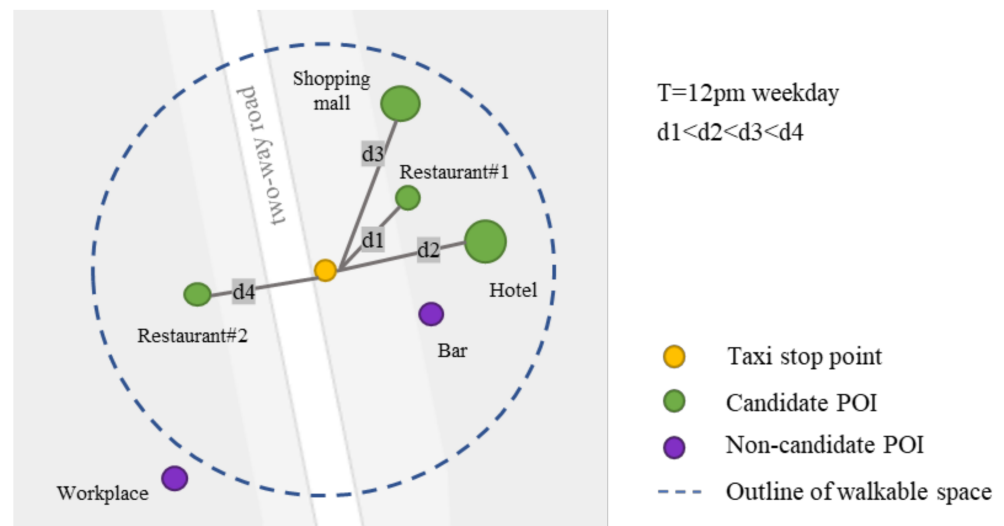 Shopping
mall
two-way road
d3
Restaurant#1
d1
d2
d4
Hotel
Restaurant#2
Bar
Workplace
T=12pm weekday
d1<d2<d3<d4
Taxi stop point
Candidate POI
Non-candidate POI
Outline of walkable space